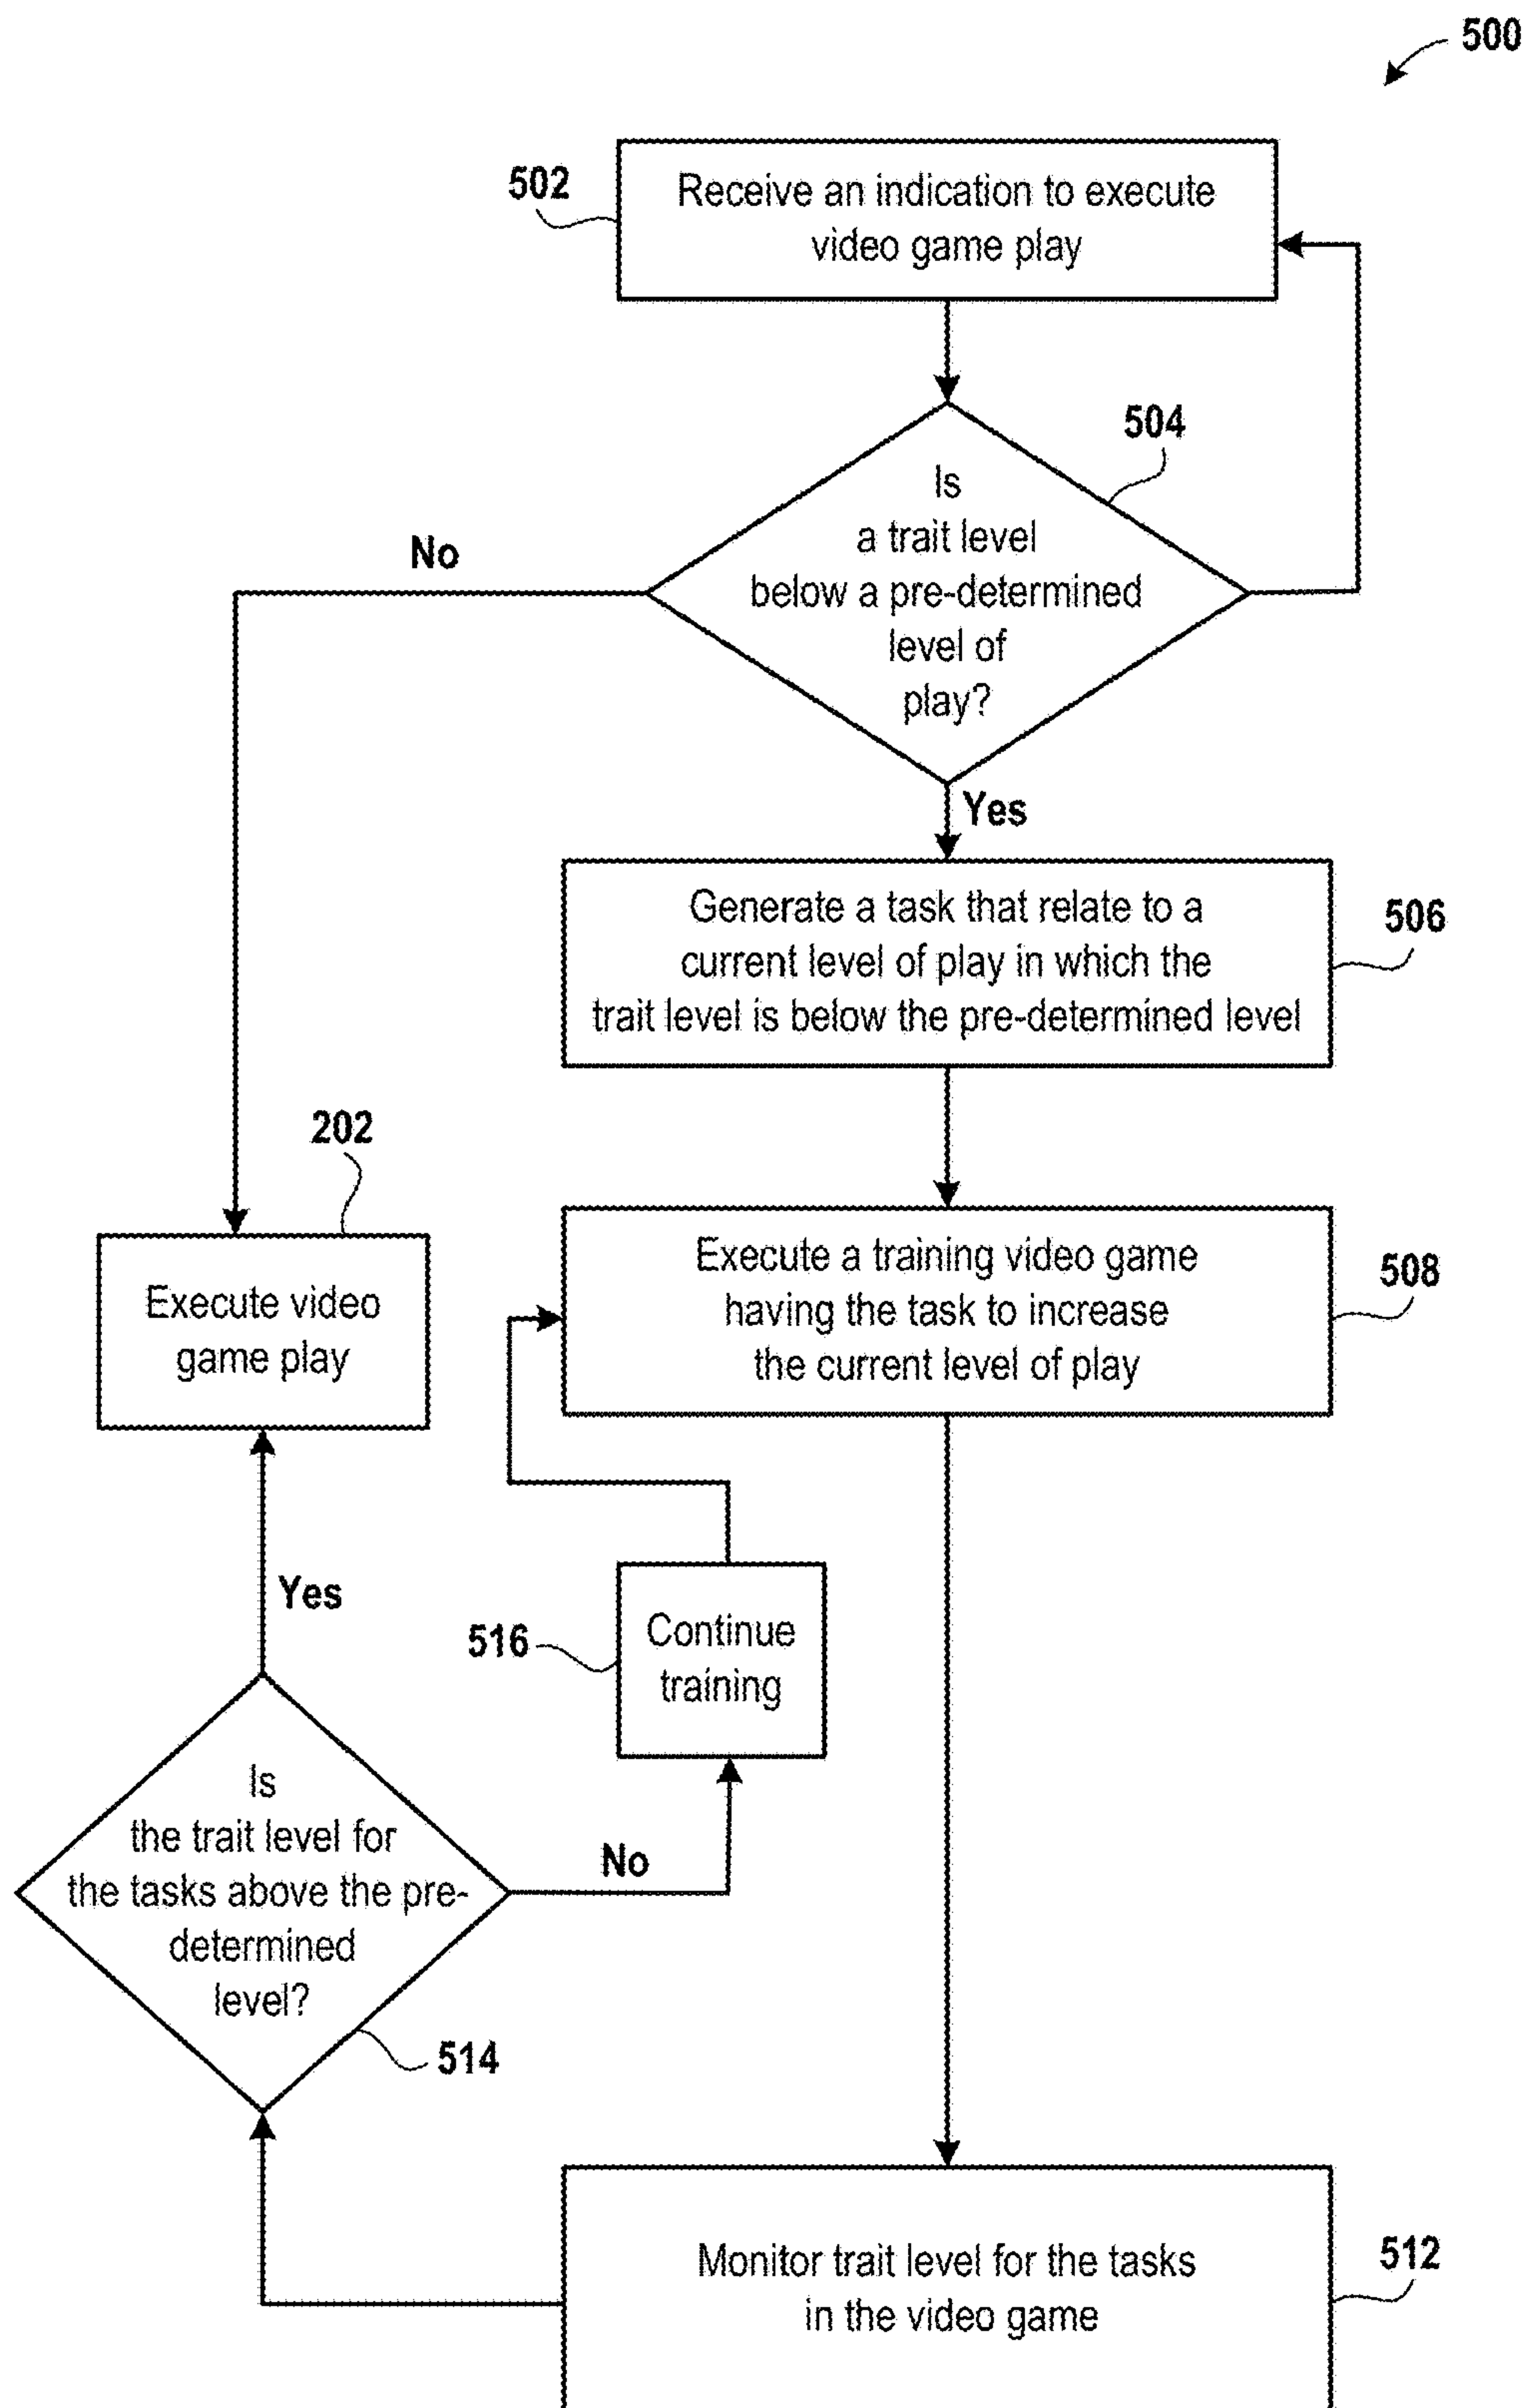 500
502
Receive an indication to execute
video game play
504
Is
a trait level
below a pre-determined
level of
play?
No
Yes
Generate a task that relate to a
current level of play in which the
trait level is below the pre-determined level
506
202
Execute video
game play
Execute a training video game
having the task to increase
the current level of play
508
Yes
516
Continue
training
Is
the trait level for
the tasks above the pre-
determined
level?
No
514
Monitor trait level for the tasks
in the video game
512